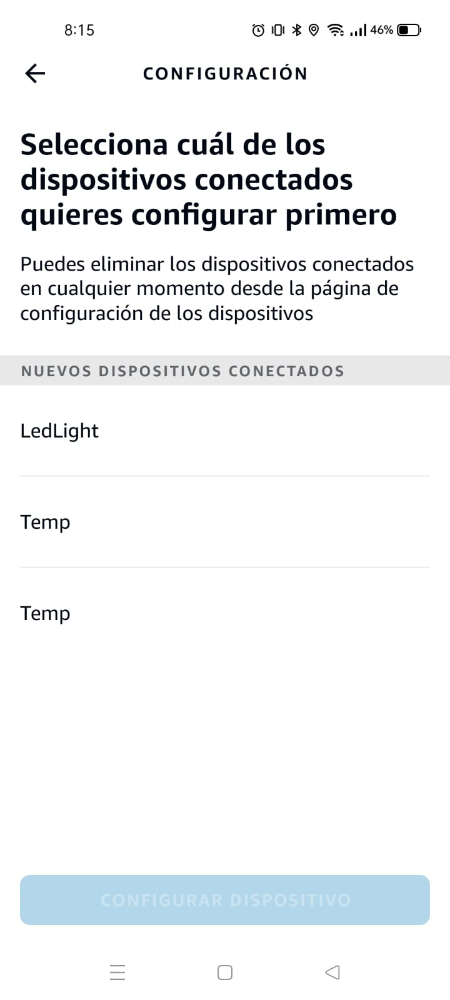 8:15
46%
CONFIGURACIÓN
Selecciona cuál de los
dispositivos conectados
quieres configurar primero
Puedes eliminar los dispositivos conectados
en cualquier momento desde la página de
configuración de los dispositivos
NUEVOS DISPOSITIVOS CONECTADOS
LedLight
Temp
Temp
CONFIGURAR DISPOSITIVO